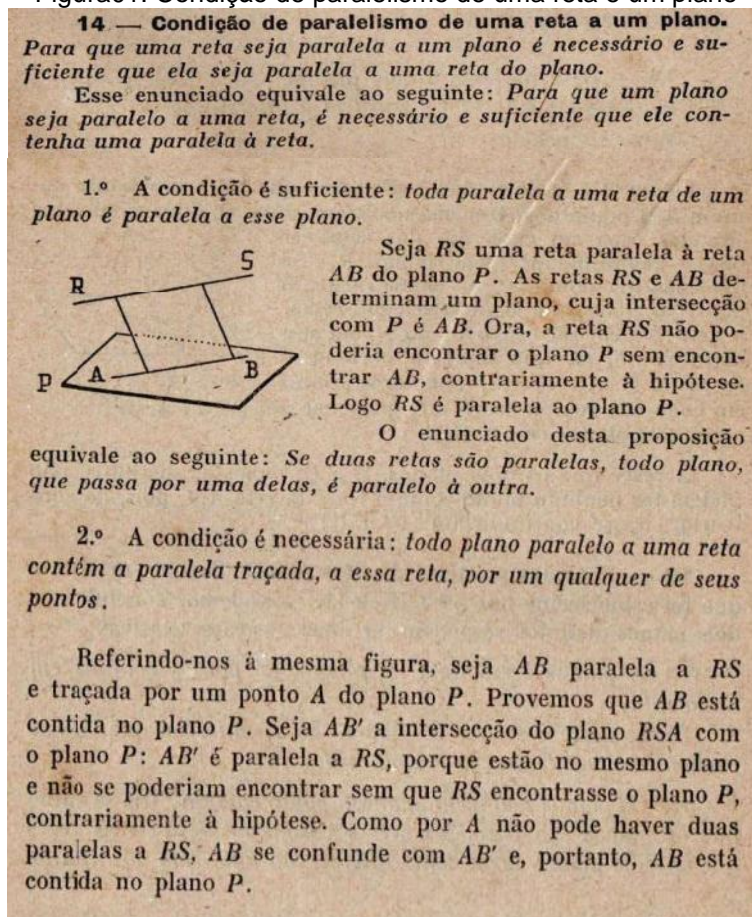 14 — Condição de paralelismo de uma reta a um plano.
Para que uma reta seja paralela a um plano é necessário e su-
ficiente que ela seja paralela a uma reta do plano.
Esse enunciado equivale ao seguinte: Para que um plano
seja paralelo a uma reta, é necessário e suficiente que ele con-
tenha uma paralela à reta.
1.º A condição é suficiente: toda paralela a uma reta de um
plano é paralela a esse plano.
R
S
P
A
B
Seja RS uma reta paralela à reta
AB do plano P. As retas RS e AB de-
terminam um plano, cuja intersecção
com P é AB. Ora, a reta RS não po-
deria encontrar o plano P sem encon-
trar AB, contrariamente à hipótese.
Logo RS é paralela ao plano P.
O enunciado desta proposição
equivale ao seguinte: Se duas retas são paralelas, todo plano,
que passa por uma delas, é paralelo à outra.
2.º A condição é necessária: todo plano paralelo a uma reta
contém a paralela traçada, a essa reta, por um qualquer de seus
pontos.
Referindo-nos à mesma figura, seja AB paralela a RS
e traçada por um ponto A do plano P. Provemos que AB está
contida no plano P. Seja AB' a intersecção do plano RSA com
o plano P: AB' é paralela a RS, porque estão no mesmo plano
e não se poderiam encontrar sem que RS encontrasse o plano P,
contrariamente à hipótese. Como por A não pode haver duas
paralelas a RS, AB se confunde com AB' e, portanto, AB está
contida no plano P.